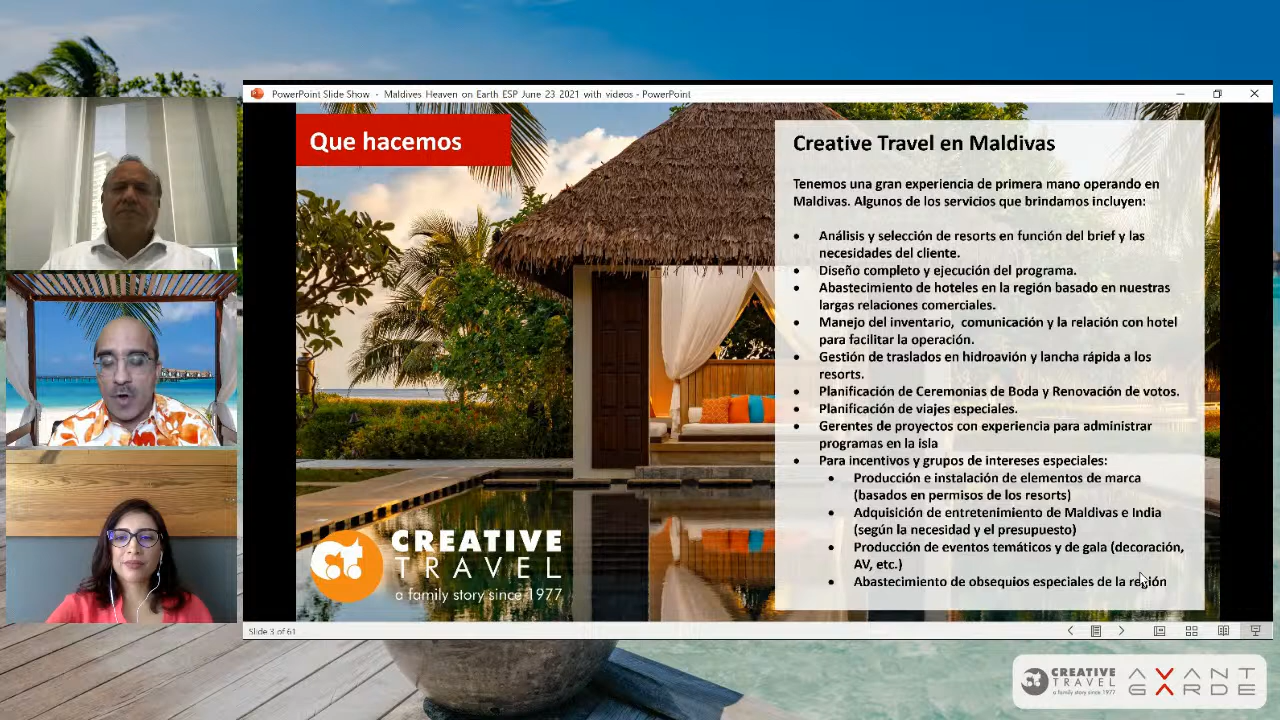 PowerPoint Slide Show - Maldives Heaven on Earth ESP June 23 2021 with videos - PowerPoint
Que hacemos
Creative Travel en Maldivas
Tenemos una gran experiencia de primera mano operando en
Maldivas. Algunos de los servicios que brindamos incluyen:
• Análisis y selección de resorts en función del brief y las
necesidades del cliente.
• Diseño completo y ejecución del programa.
• Abastecimiento de hoteles en la región basado en nuestras
largas relaciones comerciales.
• Manejo del inventario, comunicación y la relación con hotel
para facilitar la operación.
• Gestión de traslados en hidroavión y lancha rápida a los
resorts.
• Planificación de Ceremonias de Boda y Renovación de votos.
• Planificación de viajes especiales.
• Gerentes de proyectos con experiencia para administrar
programas en la isla
• Para incentivos y grupos de intereses especiales:
• Producción e instalación de elementos de marca
(basados en permisos de los resorts)
• Adquisición de entretenimiento de Maldivas e India
(según la necesidad y el presupuesto)
• Producción de eventos temáticos y de gala (decoración,
AV, etc.)
• Abastecimiento de obsequios especiales de la región
CREATIVE
TRAVEL
a family story since 1977
Slide 3 of 61
CREATIVE
TRAVEL
a family story since 1977
AVANT
GARDE